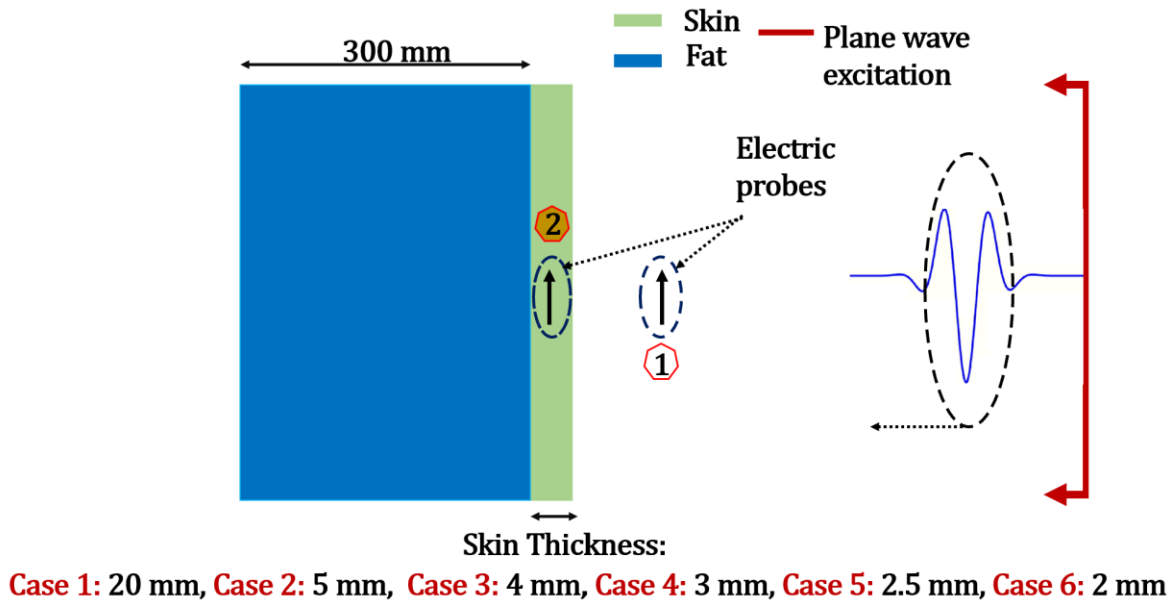 Skin
Fat
Plane wave
excitation
300 mm
Electric
probes
2
1
Skin Thickness:
Case 1: 20 mm, Case 2: 5 mm, Case 3: 4 mm, Case 4: 3 mm, Case 5: 2.5 mm, Case 6: 2 mm